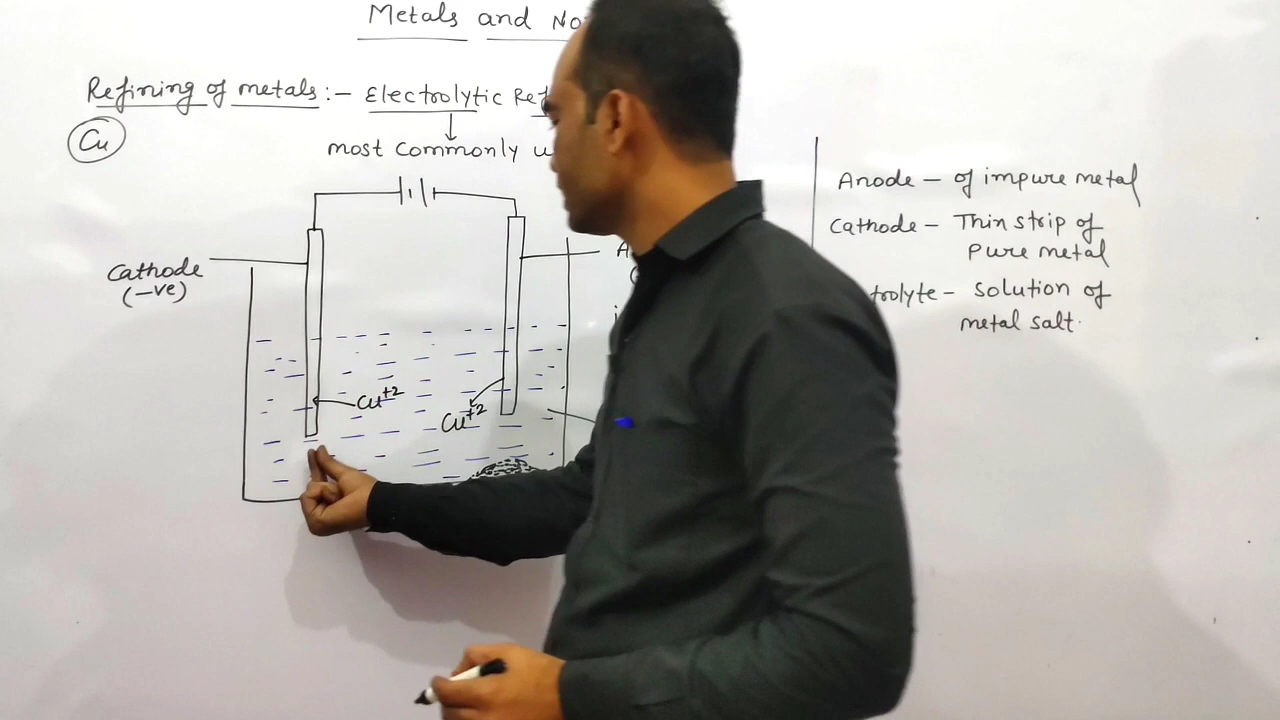 Metals and No
Refining of metals :- Electrolytic Ref
Cu
most commonly u
Cathode
(-ve)
A
Cu+2
Cu+2
Anode - of impure metal
Cathode - Thin strip of
Pure metal
trolyte - Solution of
metal salt.